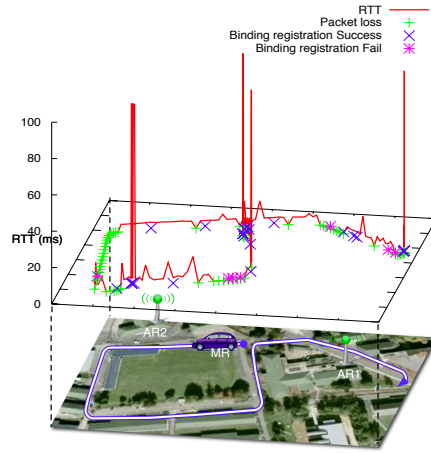 RTT
Packet loss
Binding registration Success
Binding registration Fail
100
80
60
40
20
0
RTT (ms)
AR2
MR
AR1